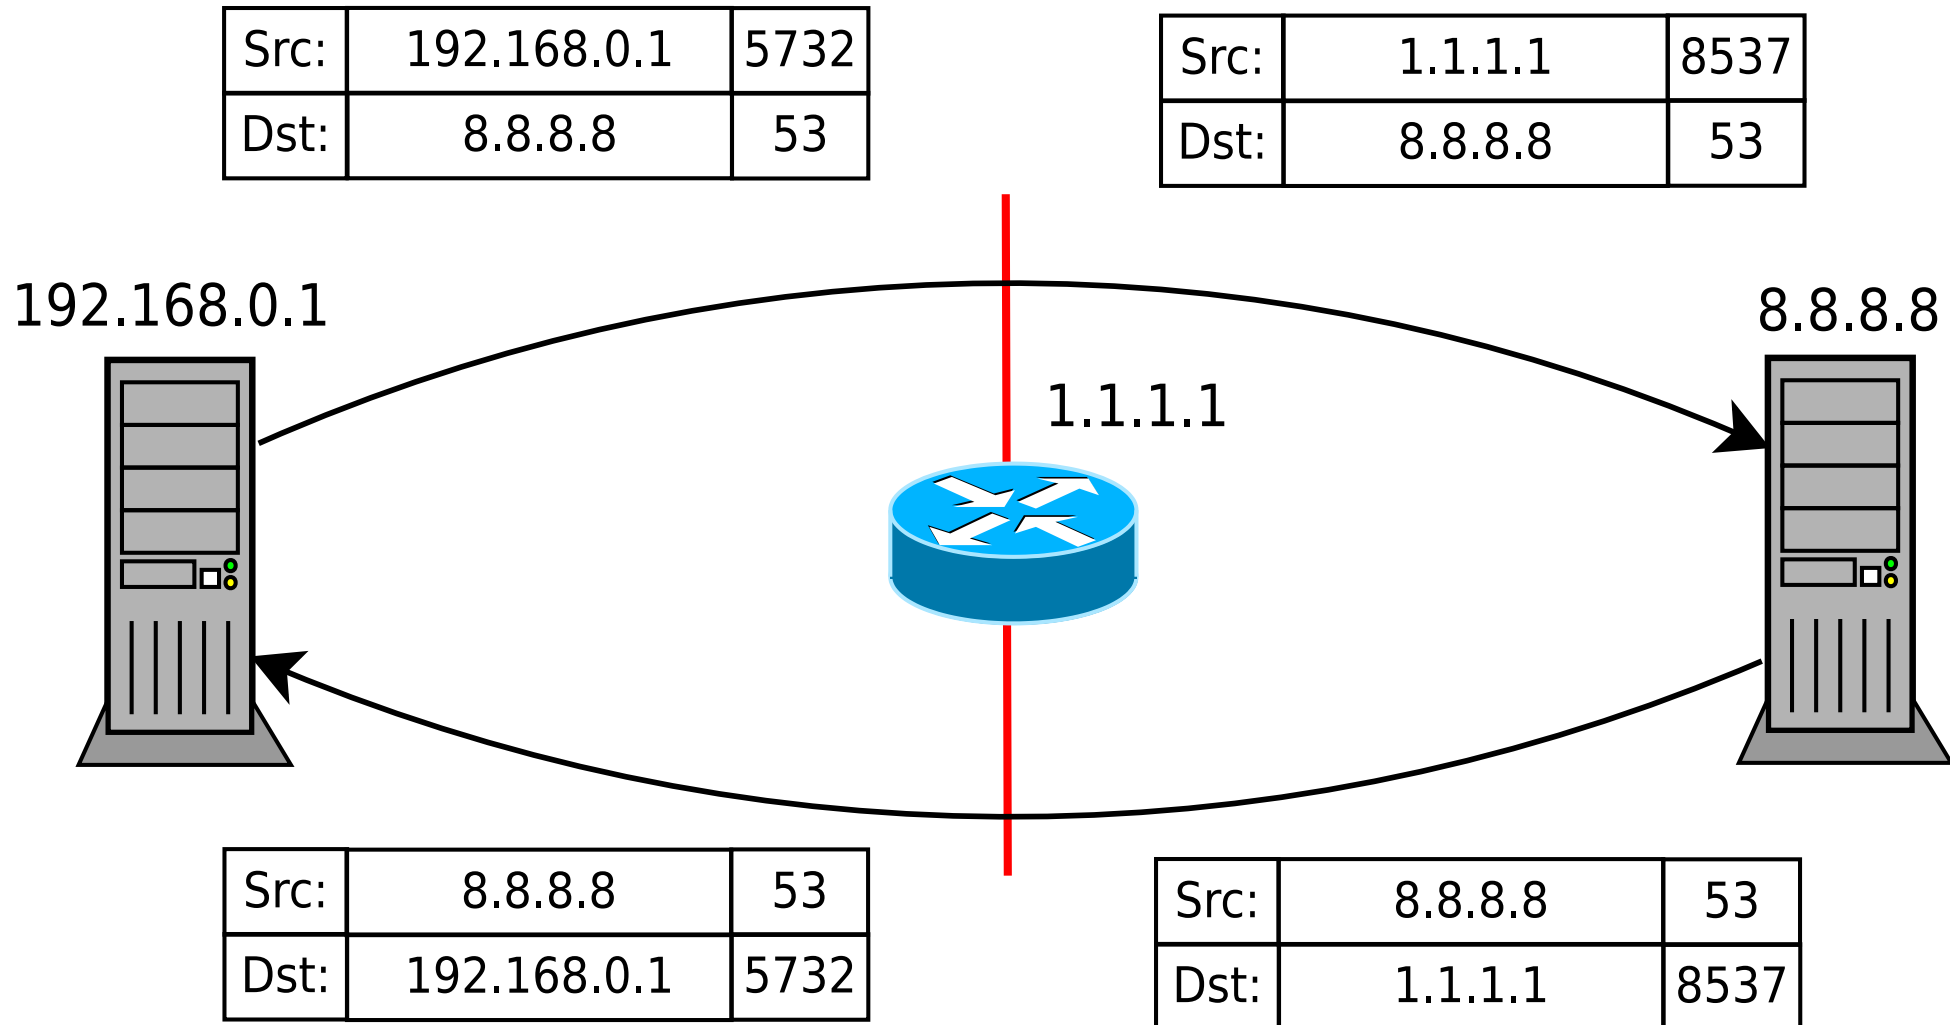 Src: 192.168.0.1 5732
Dst: 8.8.8.8 53
Src: 1.1.1.1 8537
Dst: 8.8.8.8 53
192.168.0.1
8.8.8.8
1.1.1.1
Src: 8.8.8.8 53
Dst: 192.168.0.1 5732
Src: 8.8.8.8 53
Dst: 1.1.1.1 8537